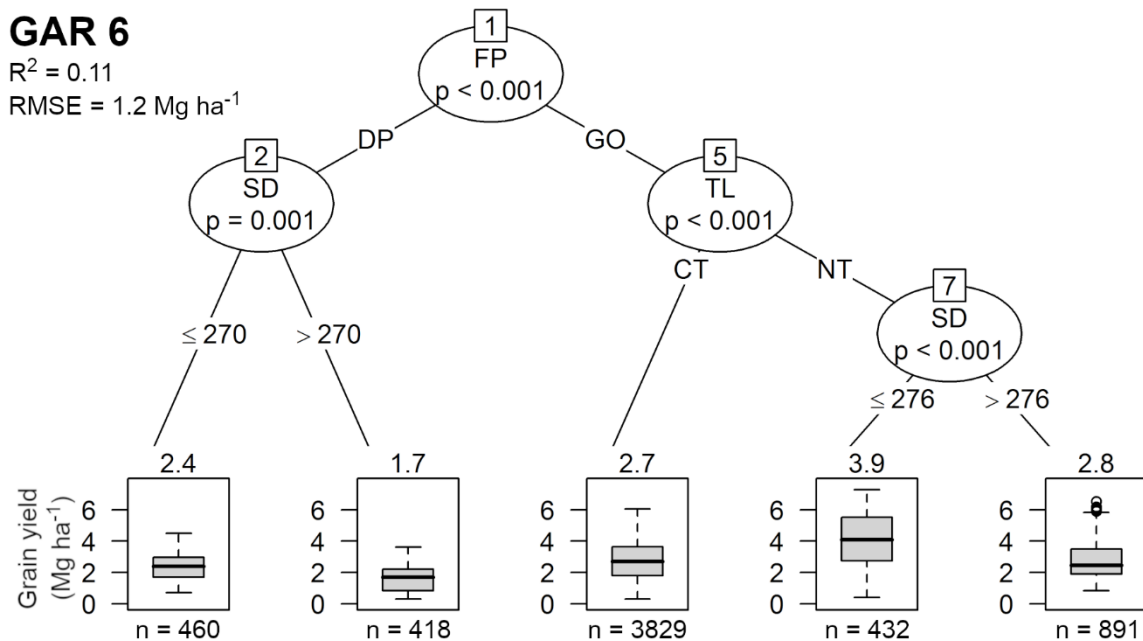 GAR 6
R² = 0.11
RMSE = 1.2 Mg ha⁻¹
1
FP
p < 0.001
DP
GO
2
SD
p = 0.001
5
TL
p < 0.001
CT
NT
7
SD
p < 0.001
≤ 270
> 270
≤ 276
> 276
2.4
1.7
2.7
3.9
2.8
Grain yield
(Mg ha⁻¹)
6
4
2
0
6
4
2
0
6
4
2
0
6
4
2
0
6
4
2
0
n = 460
n = 418
n = 3829
n = 432
n = 891